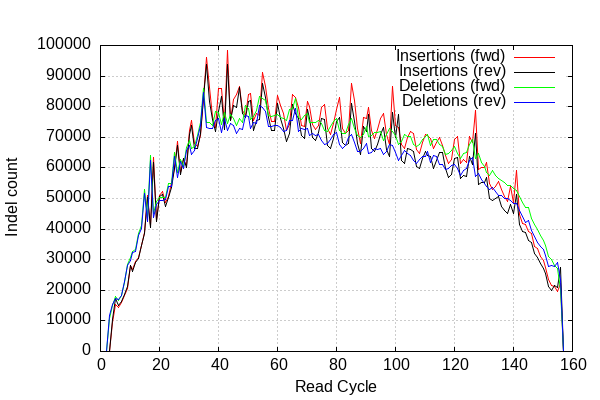 100000
90000
80000
70000
60000
50000
40000
30000
20000
10000
0
Indel count
Insertions (fwd)
Insertions (rev)
Deletions (fwd)
Deletions (rev)
0 20 40 60 80 100 120 140 160
Read Cycle